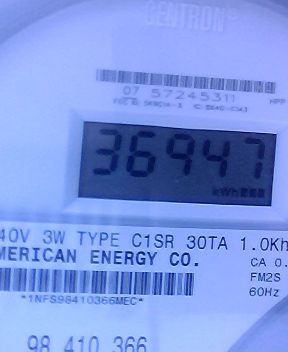 CENTRON®
07 57245311
HPP
36947
kWh
40V 3W TYPE C1SR 30TA 1.0Kh
MERICAN ENERGY CO.
CA 0.
FM2S
60Hz
*1NFS98410366MEC*
98 410 366